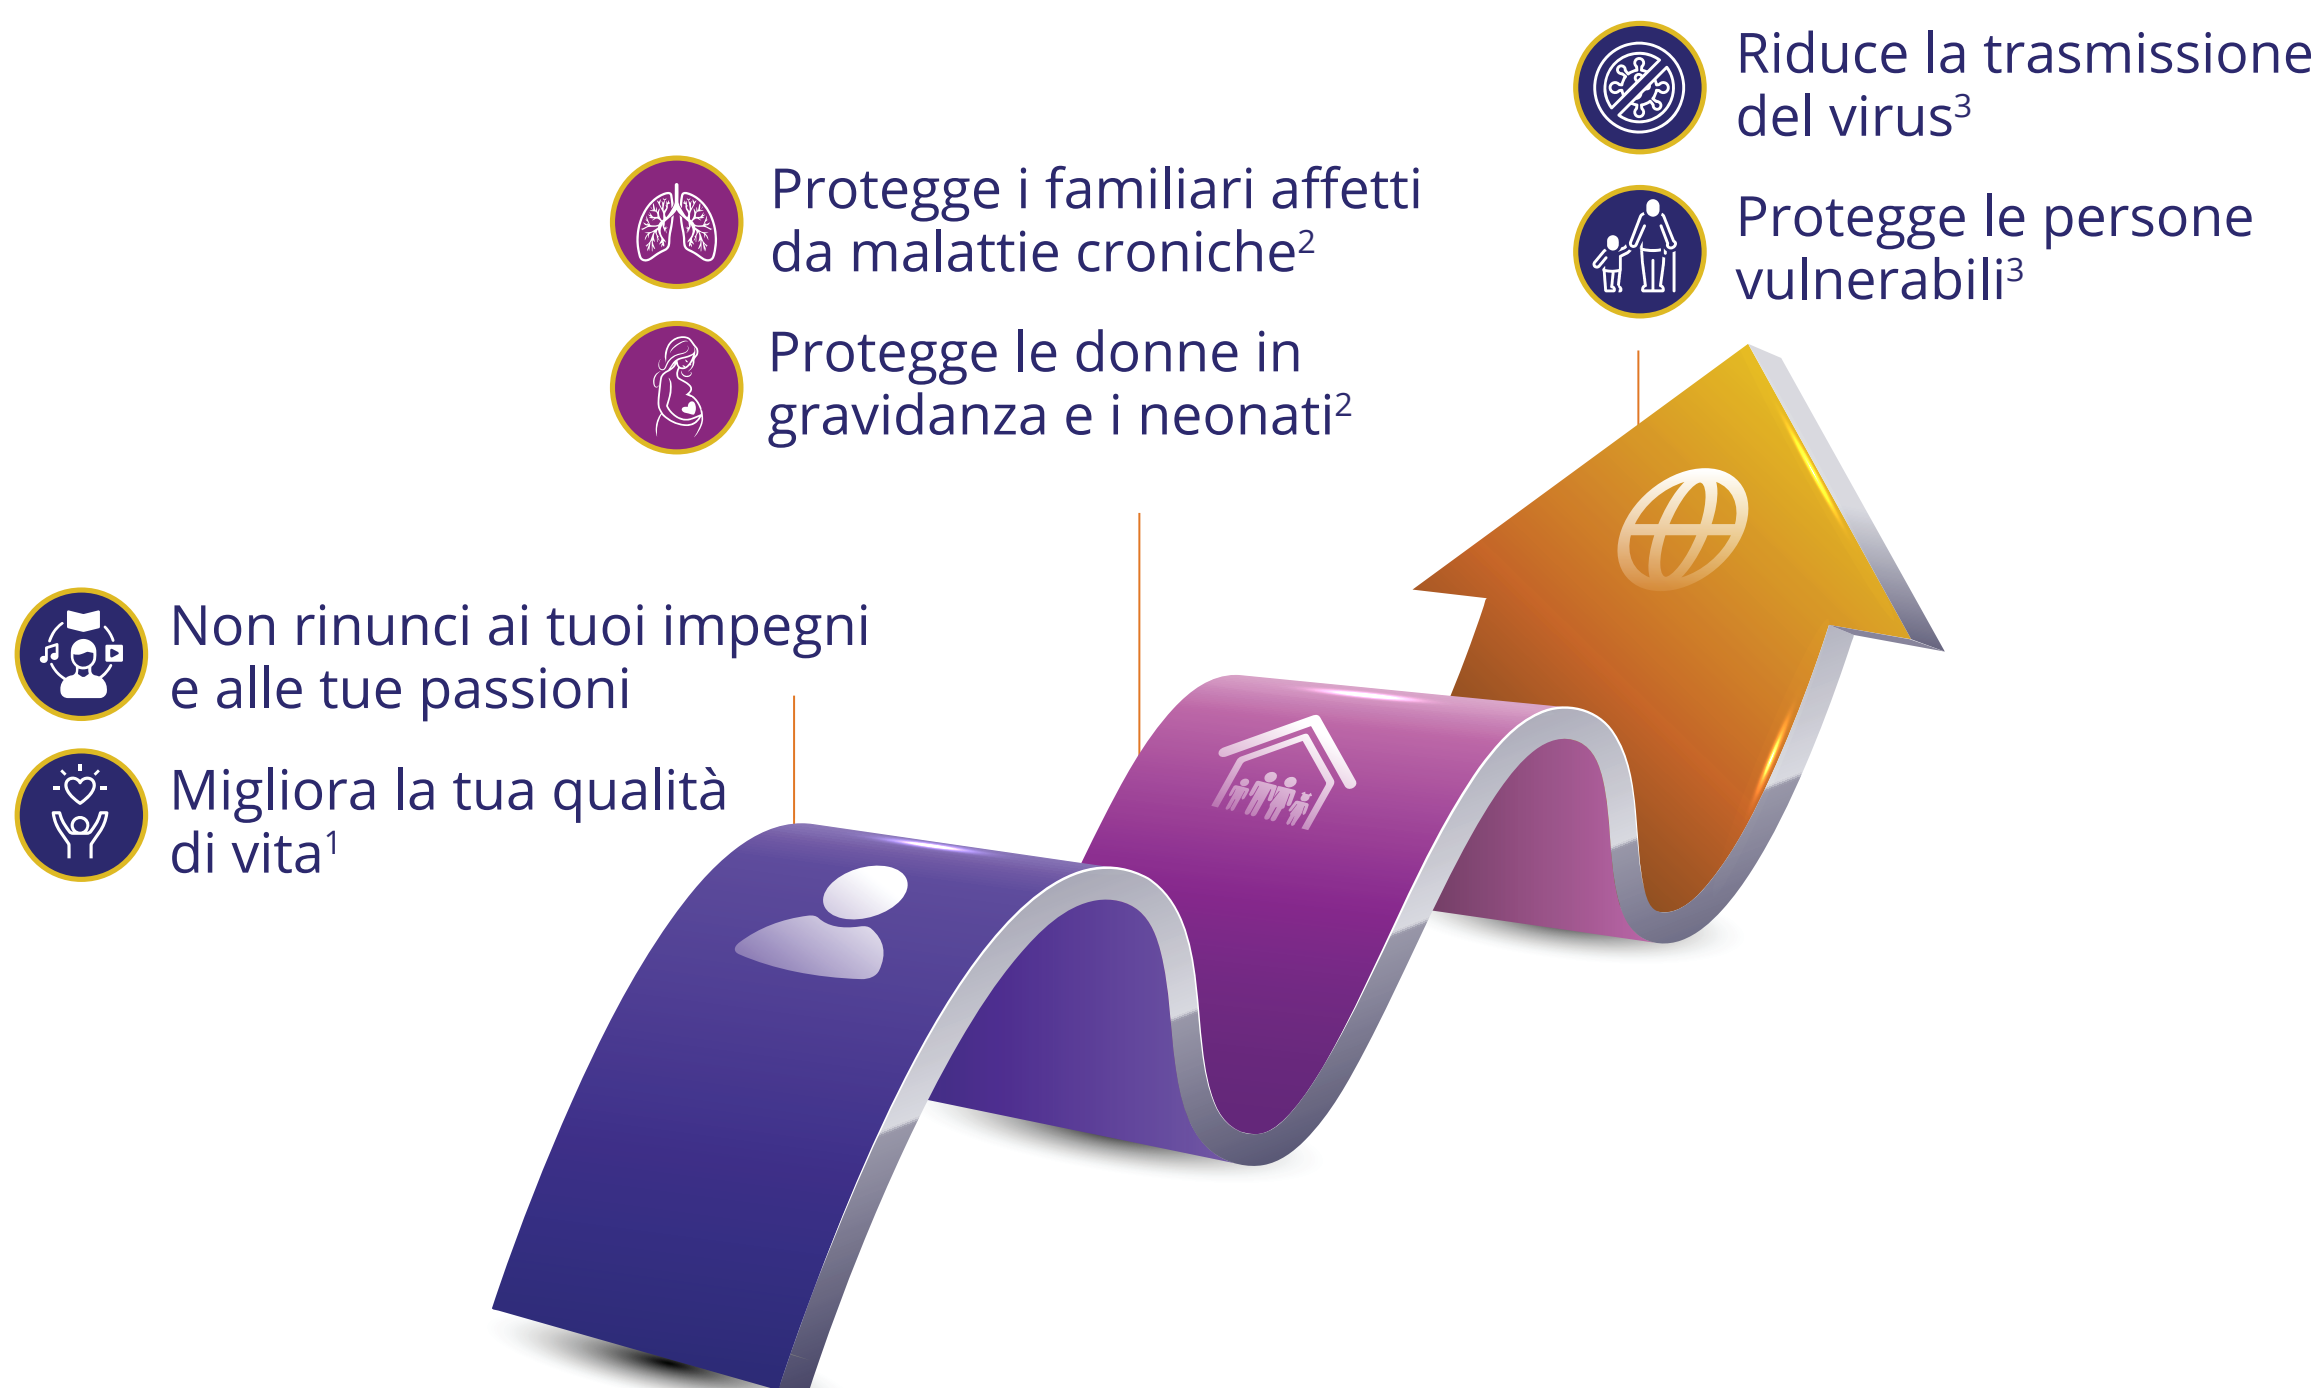 Riduce la trasmissione
del virus³
Protegge le persone
vulnerabili³
Protegge i familiari affetti
da malattie croniche²
Protegge le donne in
gravidanza e i neonati²
Non rinunci ai tuoi impegni
e alle tue passioni
Migliora la tua qualità
di vita¹